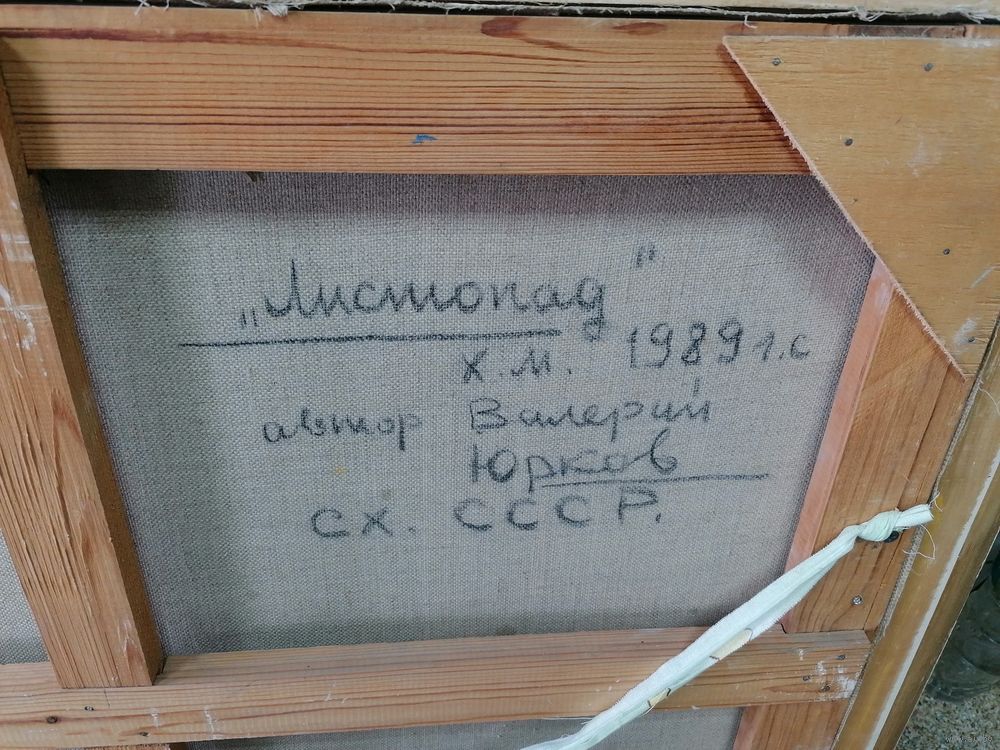 „Листопад"
х.м. 1989 г.
автор Валерий
Юрков
СХ. СССР.